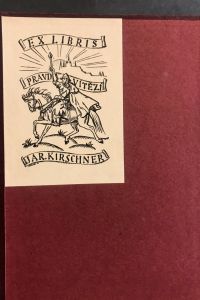 EX LIBRIS
PRAVDA VÍTĚZÍ
JAR. KIRSCHNER